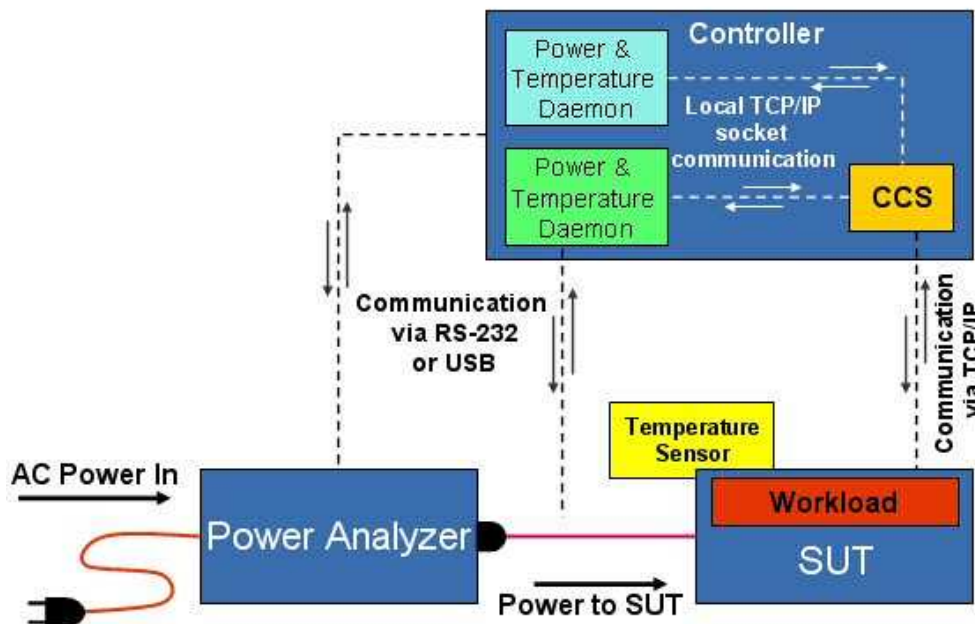 Controller
Power &
Temperature
Daemon
Local TCP/IP
socket
communication
Power &
Temperature
Daemon
CCS
Communication
via RS-232
or USB
Communication
via TCP/IP
Temperature
Sensor
AC Power In
Power Analyzer
Workload
SUT
Power to SUT